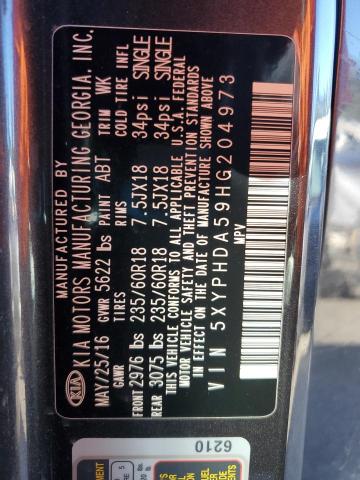 MANUFACTURED BY
KIA KIA MOTORS MANUFACTURING GEORGIA, INC.
MAY/25/16 GVWR 5622 lbs PAINT ABT TRIM WK
GAWR TIRES RIMS COLD TIRE INFL
FRONT 2976 lbs 235/60R18 7.5JX18 34psi SINGLE
REAR 3075 lbs 235/60R18 7.5JX18 34psi SINGLE
THIS VEHICLE CONFORMS TO ALL APPLICABLE U.S.A. FEDERAL
MOTOR VEHICLE SAFETY AND THEFT PREVENTION STANDARDS
IN EFFECT ON THE DATE OF MANUFACTURE SHOWN ABOVE
VIN 5XYPHDA59HG204973
MPV
6210